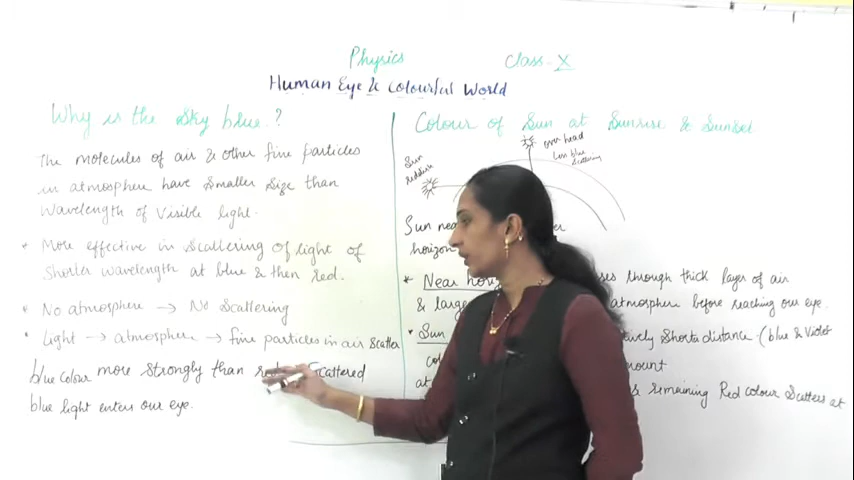 Physics Class-X
Human Eye & Colourful World
Why is the Sky blue?
The molecules of air & other fine particles
in atmosphere have smaller size than
Wavelength of Visible light.
* More effective in scattering of light of
Shorter wavelength at blue & then red.
* No atmosphere → No Scattering
• Light → atmosphere → fine particles in air Scatter
blue colour more strongly than Scattered
blue light enters our eye.
Colour of Sun at Sunrise & Sunset
Sun over head
reddish Less blue
Scattering
Sun
horizon
* Near through thick layer of air
& large atmosphere before reaching our eye.
• Sun Shorter distance (blue & Violet
remaining Red colour Scatters at